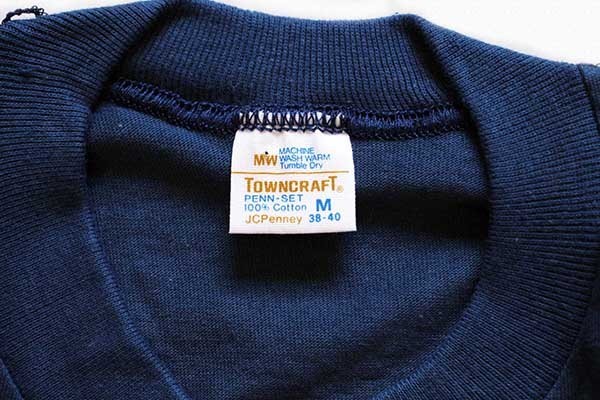 MW MACHINE
WASH WARM
Tumble Dry
TOWNCRAFT®
PENN-SET
100% Cotton M
JCPenney 38-40